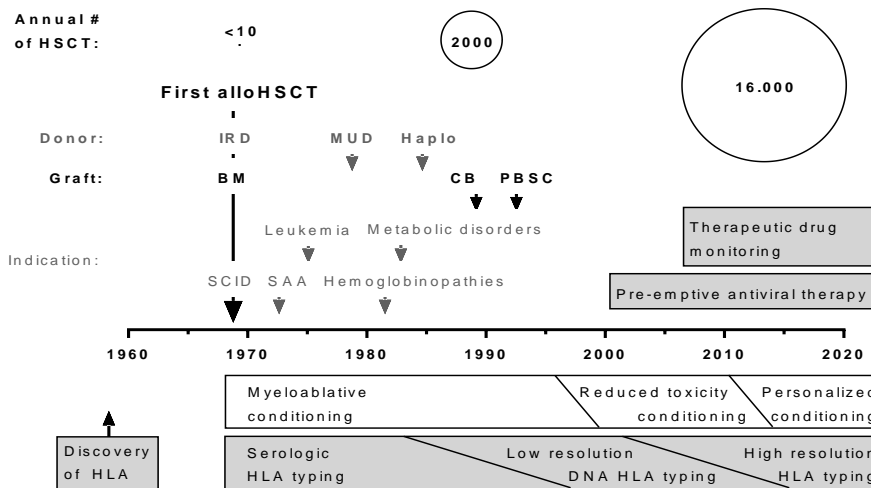 Annual #
of HSCT:
<10
2000
16.000
First alloHSCT
Donor:
IRD
MUD
Haplo
Graft:
BM
CB
PBSC
Leukemia
Metabolic disorders
Indication:
SCID
SAA
Hemoglobinopathies
Therapeutic drug
monitoring
Pre-emptive antiviral therapy
1960
1970
1980
1990
2000
2010
2020
Myeloablative
conditioning
Reduced toxicity
conditioning
Personalized
conditioning
Discovery
of HLA
Serologic
HLA typing
Low resolution
DNA HLA typing
High resolution
HLA typing